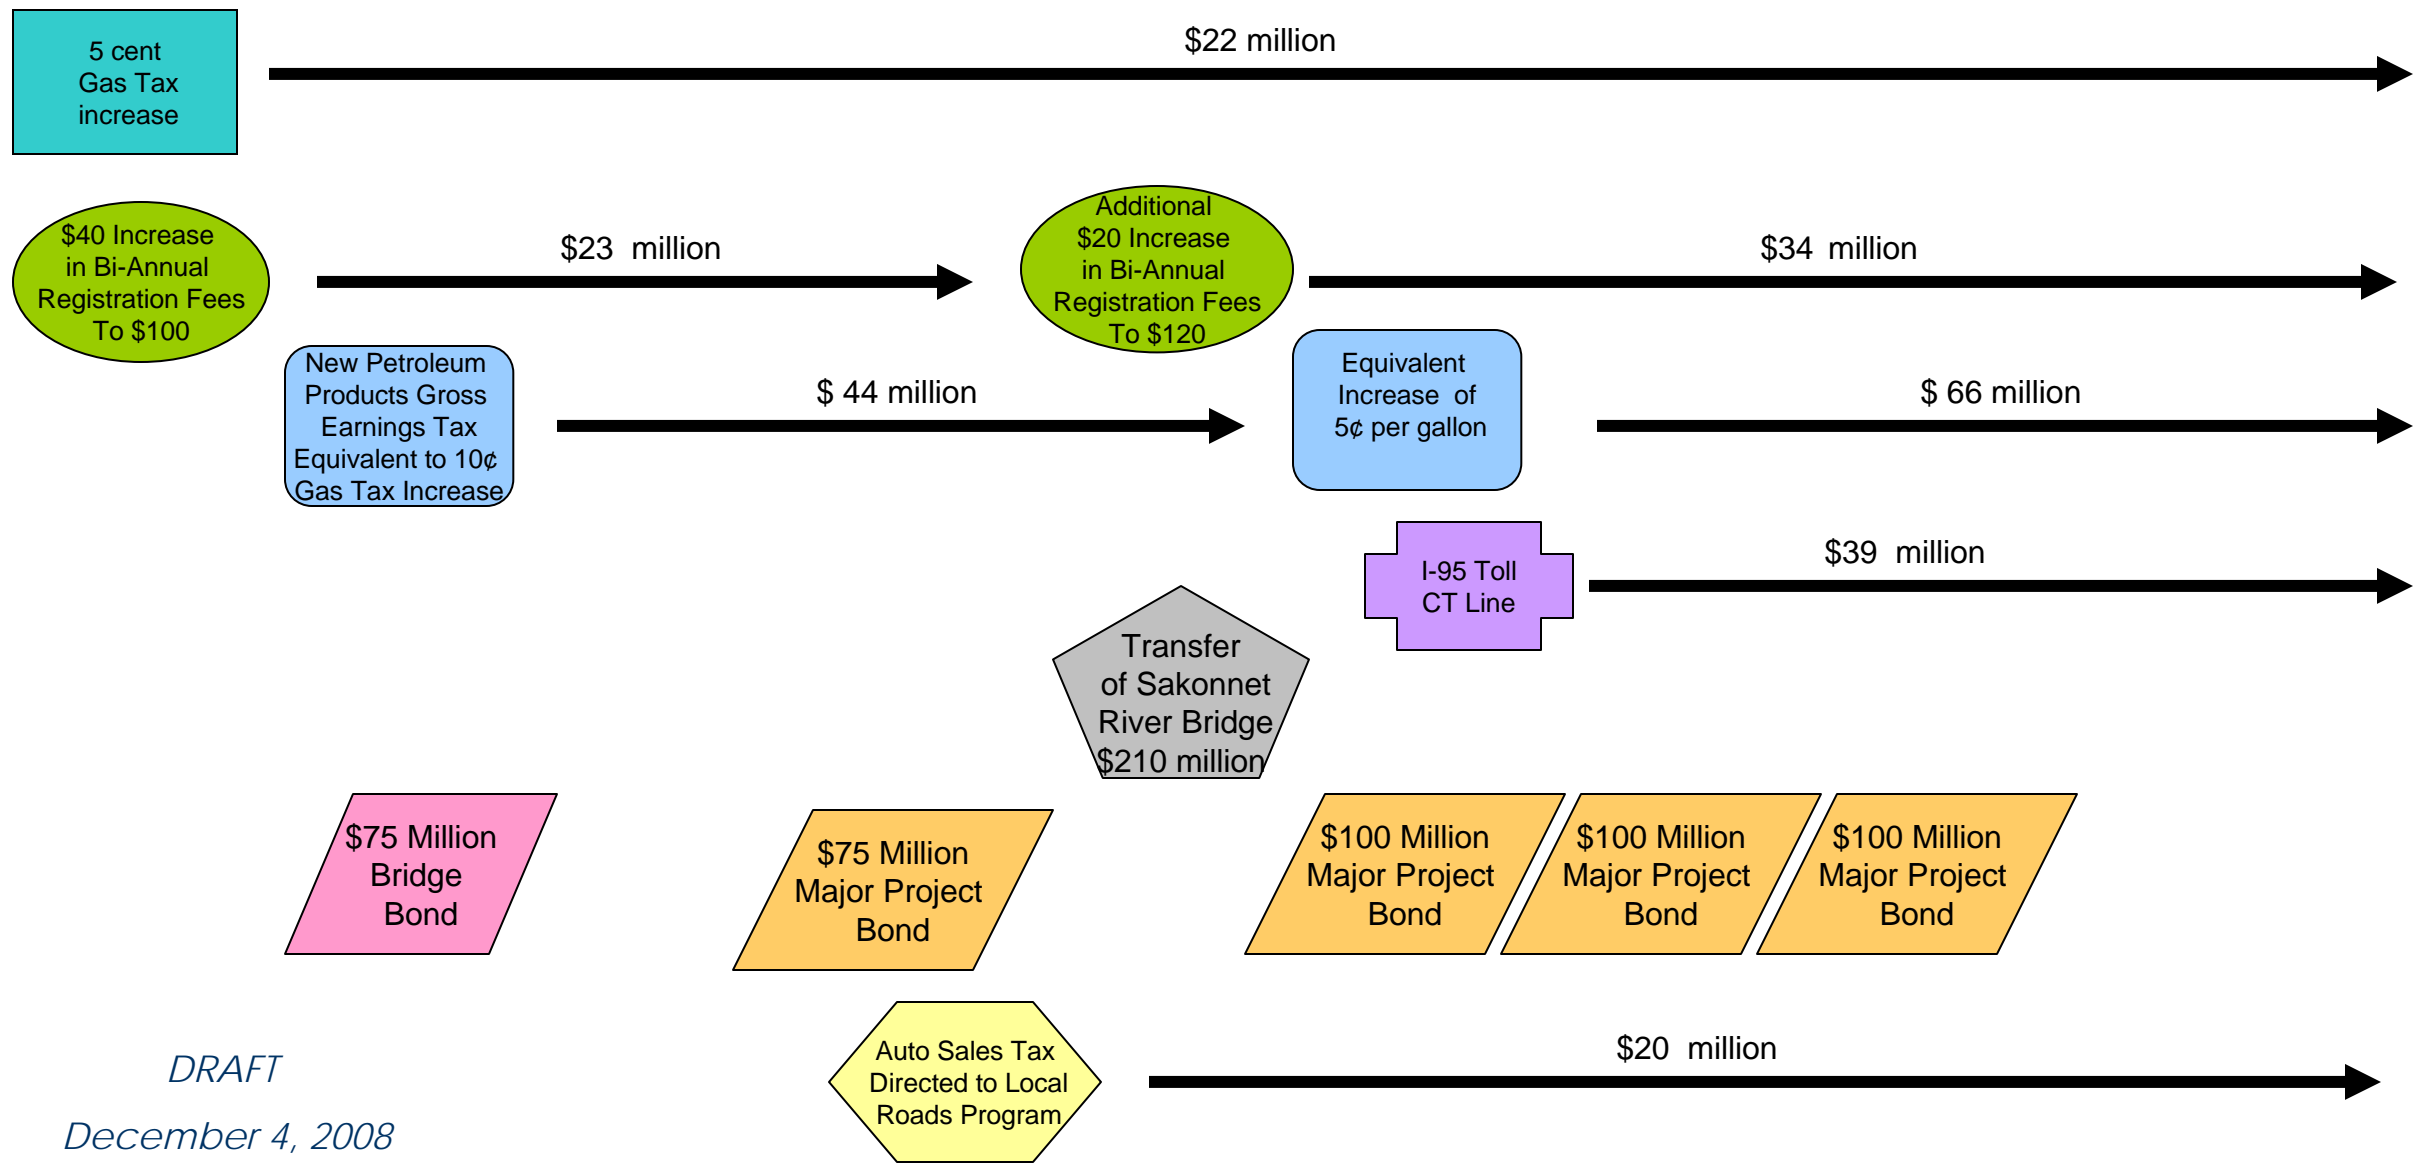 5 cent
Gas Tax
increase
$22 million
$40 Increase
in Bi-Annual
Registration Fees
To $100
$23 million
Additional
$20 Increase
in Bi-Annual
Registration Fees
To $120
$34 million
New Petroleum
Products Gross
Earnings Tax
Equivalent to 10¢
Gas Tax Increase
$ 44 million
Equivalent
Increase of
5¢ per gallon
$ 66 million
I-95 Toll
CT Line
$39 million
Transfer
of Sakonnet
River Bridge
$210 million
$75 Million
Bridge
Bond
$75 Million
Major Project
Bond
$100 Million
Major Project
Bond
$100 Million
Major Project
Bond
$100 Million
Major Project
Bond
Auto Sales Tax
Directed to Local
Roads Program
$20 million
DRAFT
December 4, 2008